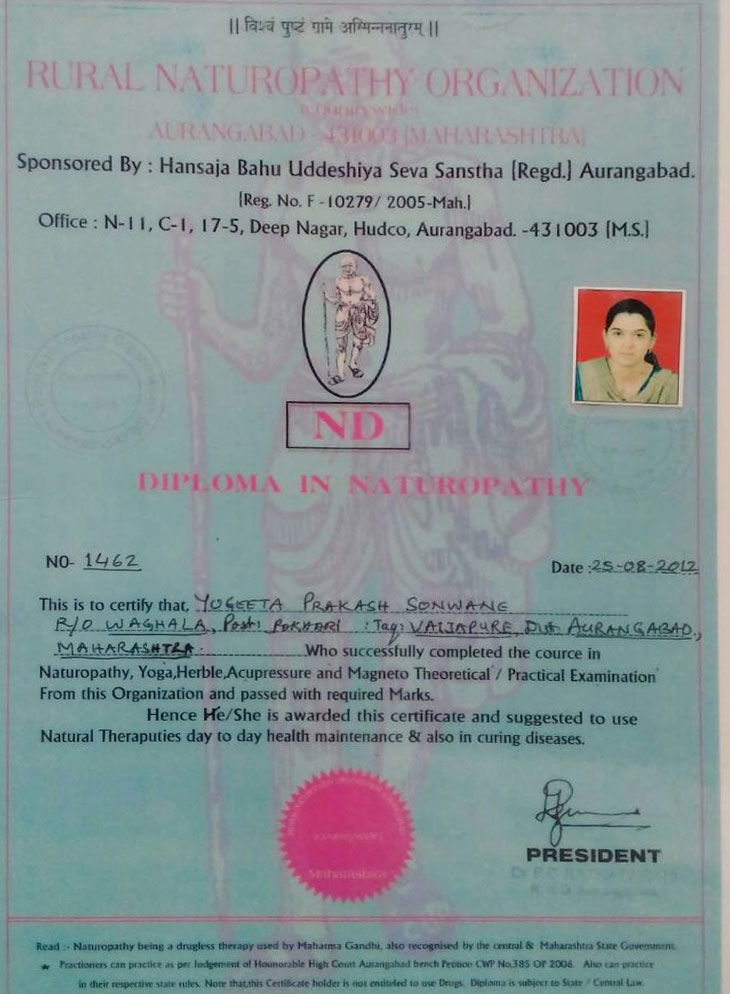 || विश्वं पुष्टं गामे अस्मिन्ननातुरम् ||
RURAL NATUROPATHY ORGANIZATION
(countrywide)
AURANGABAD - 431003 [MAHARASHTRA]
Sponsored By : Hansaja Bahu Uddeshiya Seva Sanstha [Regd.] Aurangabad.
[Reg. No. F -10279/ 2005-Mah.]
Office : N-11, C-1, 17-5, Deep Nagar, Hudco, Aurangabad. -431003 [M.S.]
ND
DIPLOMA IN NATUROPATHY
NO- 1462
Date :25-08-2012
This is to certify that, YOGEETA PRAKASH SONWANE
R/O WAGHALA, Post: POKHARI : Taq: VAIJAPURE, Dist. AURANGABAD.,
MAHARASHTRA. Who successfully completed the cource in
Naturopathy, Yoga,Herble,Acupressure and Magneto Theoretical / Practical Examination
From this Organization and passed with required Marks.
Hence He/She is awarded this certificate and suggested to use
Natural Theraputies day to day health maintenance & also in curing diseases.
(countrywide)
Maharashtra
PRESIDENT
Read :- Naturopathy being a drugless therapy used by Mahatma Gandhi, also recognised by the central & Maharashtra State Government.
★ Practioners can practice as per Judgement of Hounorable High Court Aurangabad bench Petition CWP No.385 OF 2006. Also can practice
in their respective state rules. Note that,this Certificate holder is not entiteled to use Drugs. Diploma is subject to State / Central Law.